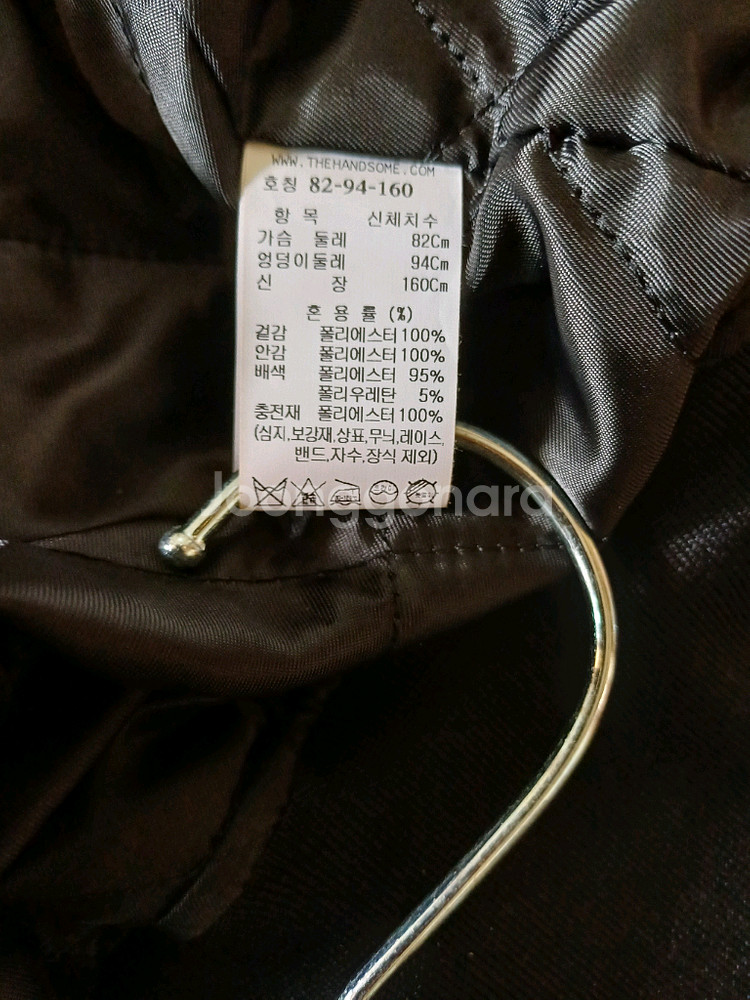 WWW.THEHANDSOME.COM
호칭 82-94-160
항 목 신체치수
가슴 둘레 82Cm
엉덩이둘레 94Cm
신 장 160Cm
혼 용 률 (%)
겉감 폴리에스터 100%
안감 폴리에스터 100%
배색 폴리에스터 95%
폴리우레탄 5%
충전재 폴리에스터 100%
(심지,보강재,상표,무늬,레이스,
밴드,자수,장식 제외)
joonggonara